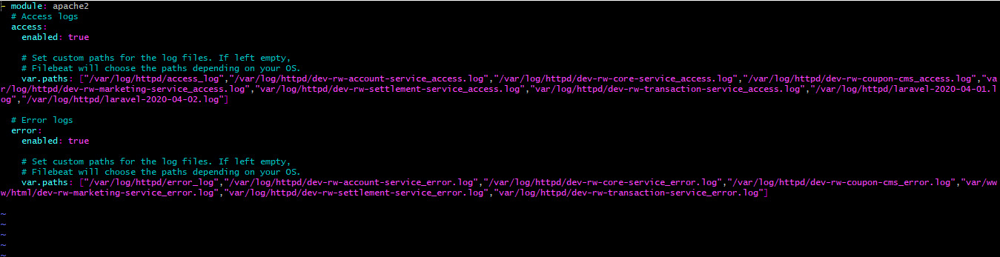 - module: apache2
  # Access logs
  access:
    enabled: true

    # Set custom paths for the log files. If left empty,
    # Filebeat will choose the paths depending on your OS.
    var.paths: ["/var/log/httpd/access_log","/var/log/httpd/dev-rw-account-service_access.log","/var/log/httpd/dev-rw-core-service_access.log","/var/log/httpd/dev-rw-coupon-cms_access.log","va
r/log/httpd/dev-rw-marketing-service_access.log","var/log/httpd/dev-rw-settlement-service_access.log","var/log/httpd/dev-rw-transaction-service_access.log","/var/log/httpd/laravel-2020-04-01.l
og","/var/log/httpd/laravel-2020-04-02.log"]

  # Error logs
  error:
    enabled: true

    # Set custom paths for the log files. If left empty,
    # Filebeat will choose the paths depending on your OS.
    var.paths: ["/var/log/httpd/error_log","/var/log/httpd/dev-rw-account-service_error.log","/var/log/httpd/dev-rw-core-service_error.log","/var/log/httpd/dev-rw-coupon-cms_error.log","var/ww
w/html/dev-rw-marketing-service_error.log","var/log/httpd/dev-rw-settlement-service_error.log","var/log/httpd/dev-rw-transaction-service_error.log"]

~
~
~
~
~